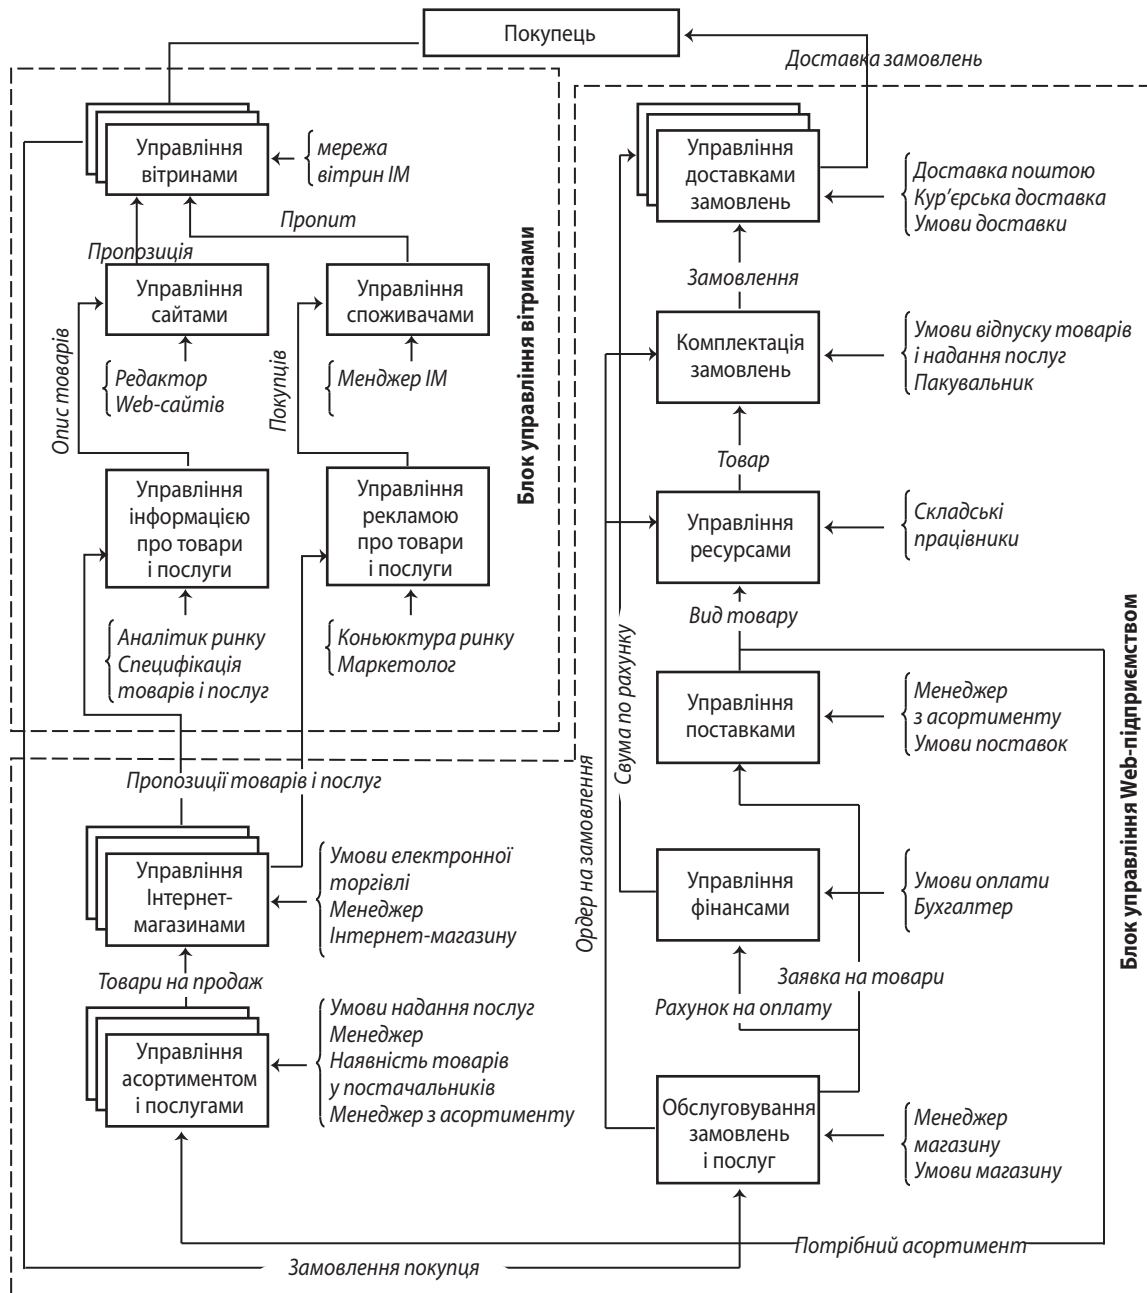 Покупець
Доставка замовлень
Управління
вітринами
мережа
вітрин ІМ
Пропит
Пропозиція
Управління
сайтами
Управління
споживачами
Опис товарів
Покупців
Редактор
Web-сайтів
Менджер ІМ
Блок управління вітринами
Управління
інформацією
про товари
і послуги
Управління
рекламою
про товари
і послуги
Аналітик ринку
Специфікація
товарів і послуг
Коньюктура ринку
Маркетолог
Пропозиції товарів і послуг
Управління
Інтернет-
магазинами
Умови електронної
торгівлі
Менеджер
Інтернет-магазину
Товари на продаж
Управління
асортиментом
і послугами
Умови надання послуг
Менеджер
Наявність товарів
у постачальників
Менеджер з асортименту
Управління
доставками
замовлень
Доставка поштою
Кур’єрська доставка
Умови доставки
Замовлення
Комплектація
замовлень
Умови відпуску товарів
і надання послуг
Пакувальник
Товар
Управління
ресурсами
Складські
працівники
Вид товару
Управління
поставками
Менеджер
з асортименту
Умови поставок
Свума по рахунку
Ордер на замовлення
Блок управління Web-підприємством
Управління
фінансами
Умови оплати
Бухгалтер
Заявка на товари
Рахунок на оплату
Обслуговування
замовлень
і послуг
Менеджер
магазину
Умови магазину
Потрібний асортимент
Замовлення покупця